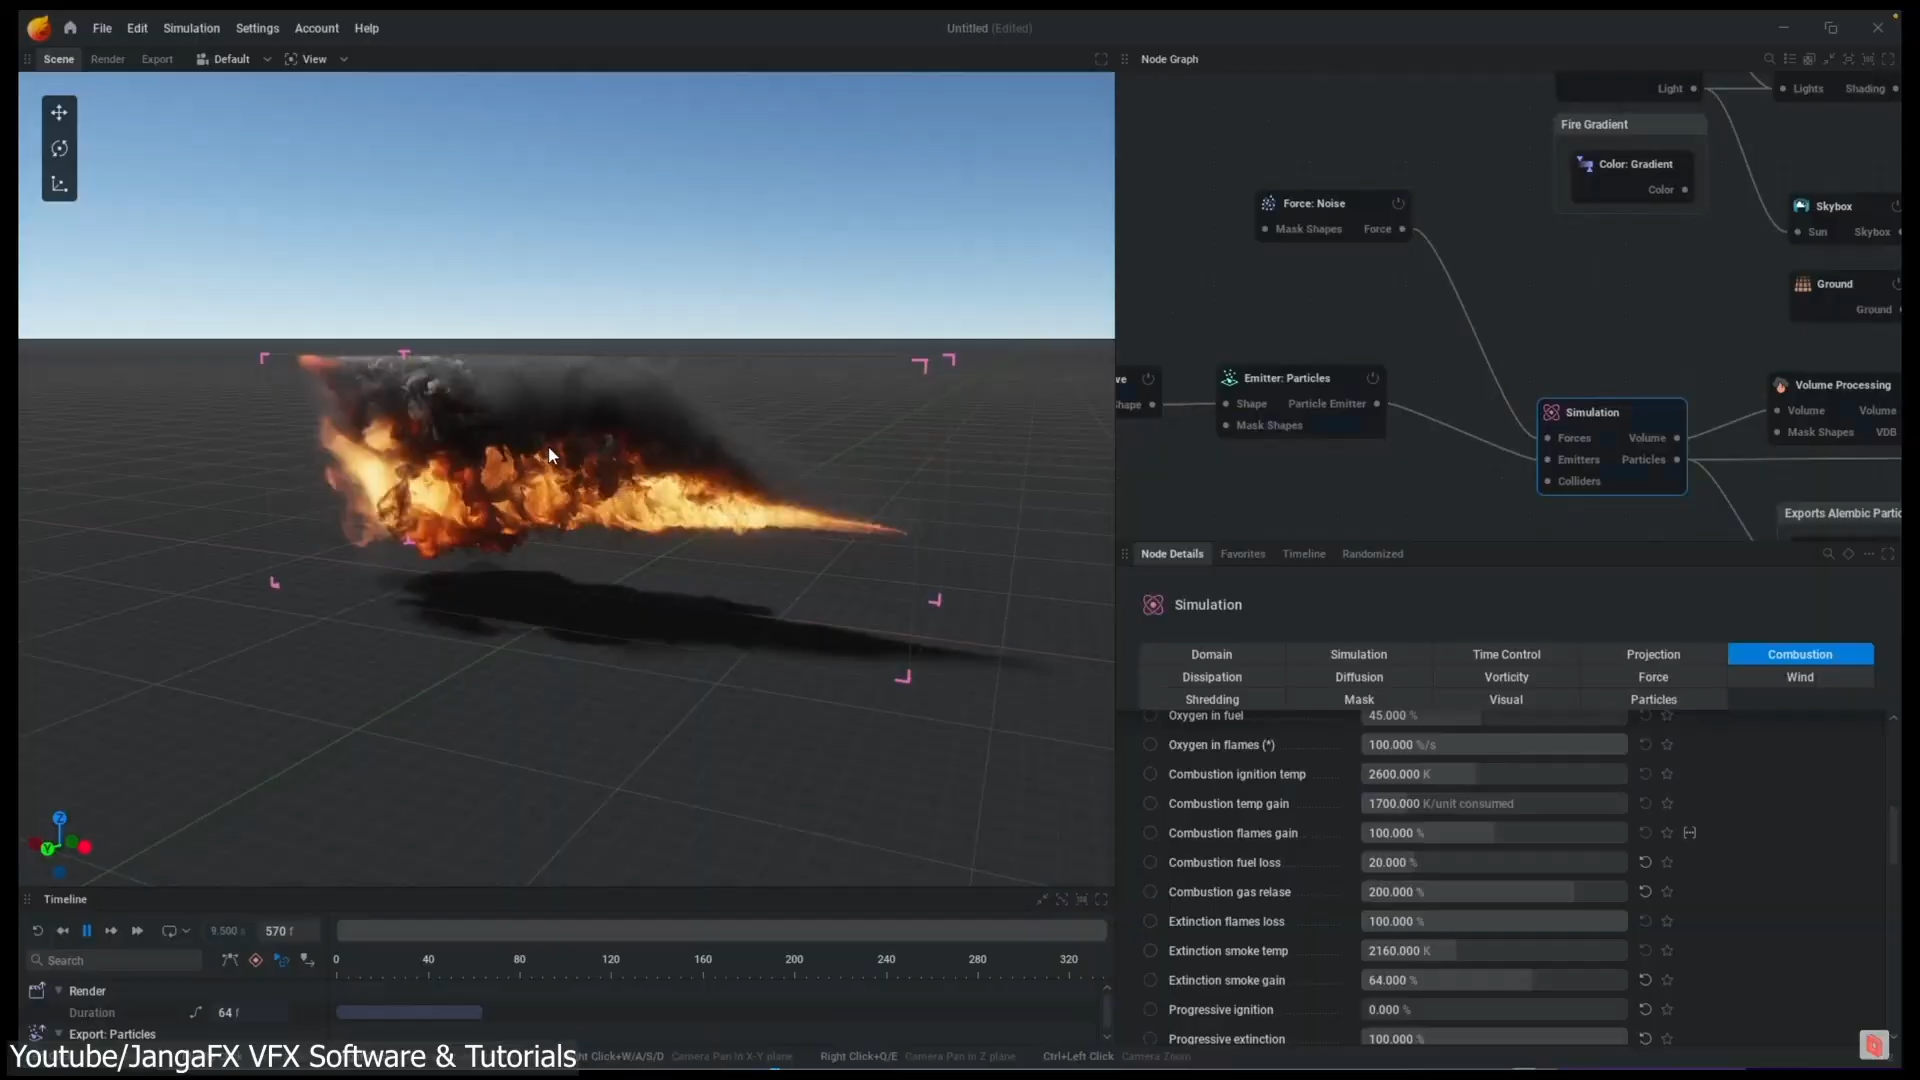 File Edit Simulation Settings Account Help
Untitled (Edited)
Scene Render Export Default View
Node Graph
Light
Lights Shading
Fire Gradient
Color: Gradient
Color
Force: Noise
Mask Shapes Force
Skybox
Sun Skybox
Ground
Ground
Emitter: Particles
Shape Particle Emitter
Mask Shapes
Simulation
Forces Volume
Emitters Particles
Colliders
Volume Processing
Volume Volume
Mask Shapes VDB
Exports Alembic Partic
Node Details Favorites Timeline Randomized
Simulation
Domain Simulation Time Control Projection Combustion
Dissipation Diffusion Vorticity Force Wind
Shredding Mask Visual Particles
Oxygen in fuel 45.000 %
Oxygen in flames (*) 100.000 %/s
Combustion ignition temp 2600.000 K
Combustion temp gain 1700.000 K/unit consumed
Combustion flames gain 100.000 %
Combustion fuel loss 20.000 %
Combustion gas relase 200.000 %
Extinction flames loss 100.000 %
Extinction smoke temp 2160.000 K
Extinction smoke gain 64.000 %
Progressive ignition 0.000 %
Progressive extinction 100.000 %
Z
Y
Timeline
9.500 s 570 f
Search
0 40 80 120 160 200 240 280 320
Render
Duration 64 f
Export: Particles
Youtube/JangaFX VFX Software & Tutorials
ght Click+W/A/S/D Camera Pan in X-Y plane Right Click+Q/E Camera Pan in Z plane Ctrl+Left Click Camera Zoom